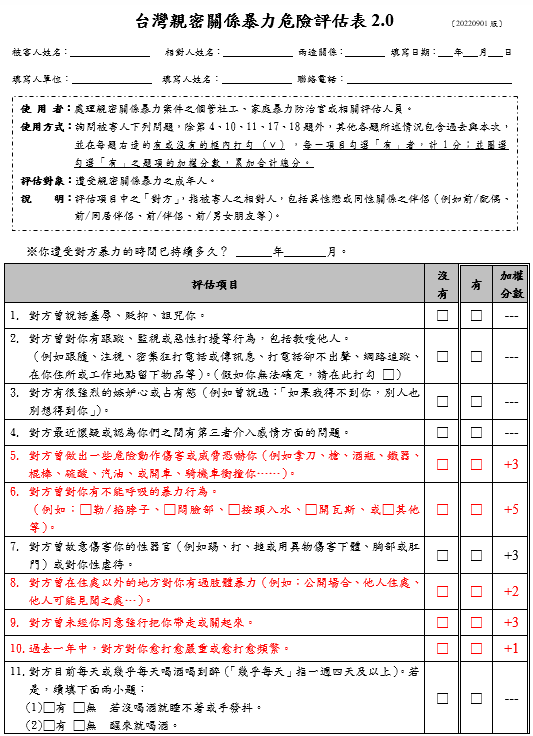 台灣親密關係暴力危險評估表 2.0 〔20220901 版〕
被害人姓名：＿＿＿＿ 相對人姓名：＿＿＿＿ 兩造關係：＿＿＿ 填寫日期：＿年＿月＿日
填寫人單位：＿＿＿＿ 填寫人姓名：＿＿＿＿ 聯絡電話：＿＿＿＿＿＿＿＿
使 用 者：處理親密關係暴力案件之個管社工、家庭暴力防治官或相關評估人員。
使用方式：詢問被害人下列問題，除第 4、10、11、17、18 題外，其他各題所述情況包含過去與本次，
並在每題右邊的有或沒有的框內打勾（∨），每一項目勾選「有」者，計 1 分；並圈選
勾選「有」之題項的加權分數，累加合計總分。
評估對象：遭受親密關係暴力之成年人。
說 明：評估項目中之「對方」，指被害人之相對人，包括異性戀或同性關係之伴侶（例如前/配偶、
前/同居伴侶、前/伴侶、前/男女朋友等）。
※你遭受對方暴力的時間已持續多久？ ＿＿＿年＿＿＿月。
評估項目 沒有 有 加權分數
1. 對方曾說話羞辱、貶抑、詛咒你。 □ □ ---
2. 對方曾對你有跟蹤、監視或惡性打擾等行為，包括教唆他人。
（例如跟隨、注視、密集狂打電話或傳訊息、打電話卻不出聲、網路追蹤、
在你住所或工作地點留下物品等）。（假如你無法確定，請在此打勾 □） □ □ ---
3. 對方有很強烈的嫉妒心或占有慾（例如曾說過：「如果我得不到你，別人也
別想得到你」）。 □ □ ---
4. 對方最近懷疑或認為你們之間有第三者介入感情方面的問題。 □ □ ---
5. 對方曾做出一些危險動作傷害或威脅恐嚇你（例如拿刀、槍、酒瓶、鐵器、
棍棒、硫酸、汽油、或開車、騎機車衝撞你……）。 □ □ +3
6. 對方曾對你有不能呼吸的暴力行為。
（例如：□勒/掐脖子、□悶臉部、□按頭入水、□開瓦斯、或□其他
等）。 □ □ +5
7. 對方曾故意傷害你的性器官（例如踢、打、搥或用異物傷害下體、胸部或肛
門）或對你性虐待。 □ □ +3
8. 對方曾在住處以外的地方對你有過肢體暴力（例如：公開場合、他人住處、
他人可能見聞之處…）。 □ □ +2
9. 對方曾未經你同意強行把你帶走或關起來。 □ □ +3
10. 過去一年中，對方對你愈打愈嚴重或愈打愈頻繁。 □ □ +1
11. 對方目前每天或幾乎每天喝酒喝到醉（「幾乎每天」指一週四天及以上）。若
是，續填下面兩小題：
(1)□有 □無 若沒喝酒就睡不著或手發抖。
(2)□有 □無 醒來就喝酒。 □ □ ---